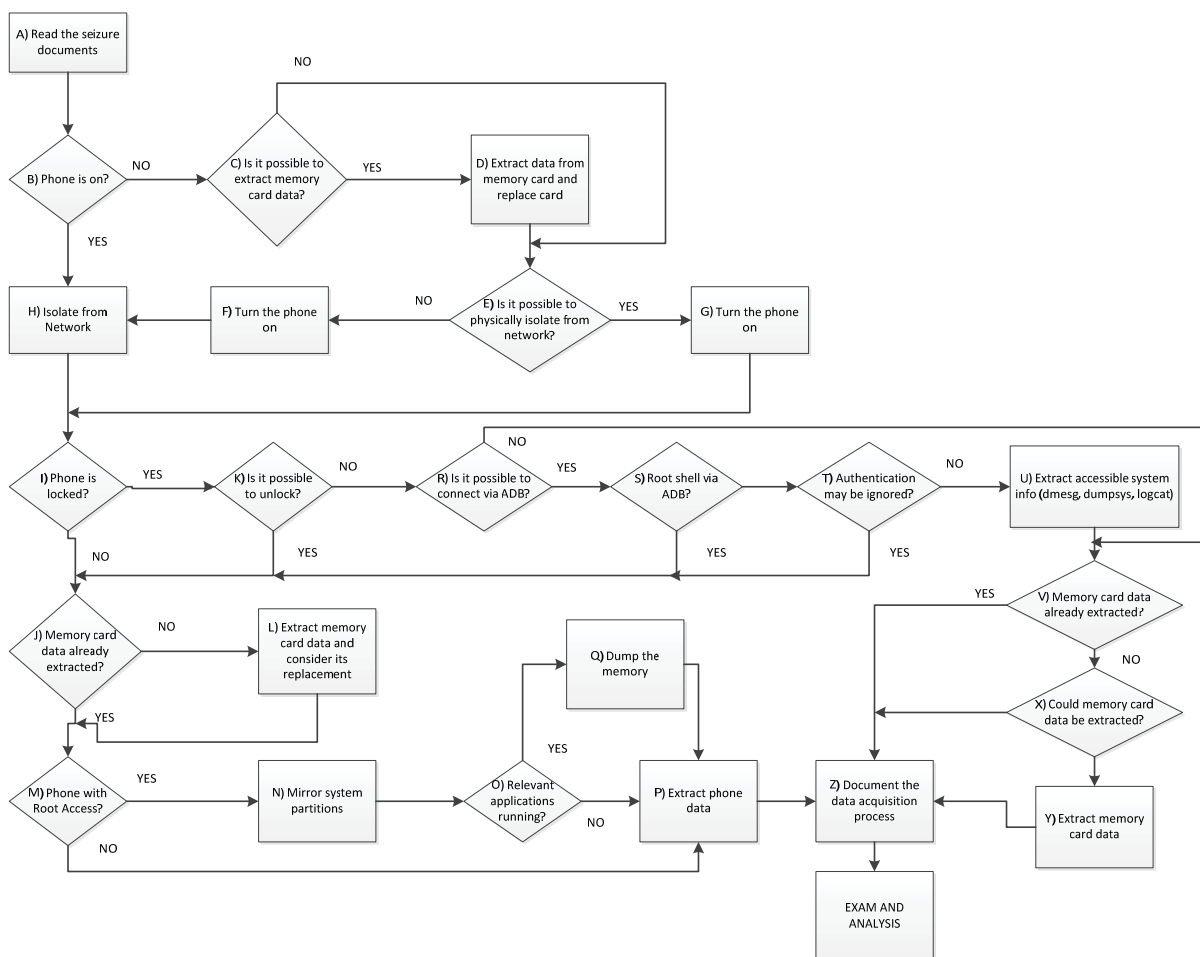 A) Read the seizure
documents
NO
B) Phone is on?
NO
C) Is it possible to
extract memory
card data?
YES
D) Extract data from
memory card and
replace card
YES
H) Isolate from
Network
F) Turn the phone
on
NO
E) Is it possible to
physically isolate from
network?
YES
G) Turn the phone
on
I) Phone is
locked?
YES
K) Is it possible
to unlock?
NO
R) Is it possible to
connect via ADB?
NO
YES
S) Root shell via
ADB?
T) Authentication
may be ignored?
NO
U) Extract accessible system
info (dmesg, dumpsys, logcat)
NO
YES
YES
YES
J) Memory card
data already
extracted?
NO
L) Extract memory
card data and
consider its
replacement
YES
Q) Dump the
memory
YES
V) Memory card data
already extracted?
NO
X) Could memory card
data be extracted?
M) Phone with
Root Access?
YES
NO
N) Mirror system
partitions
YES
O) Relevant
applications
running?
NO
P) Extract phone
data
Z) Document the
data acquisition
process
Y) Extract memory
card data
EXAM AND
ANALYSIS